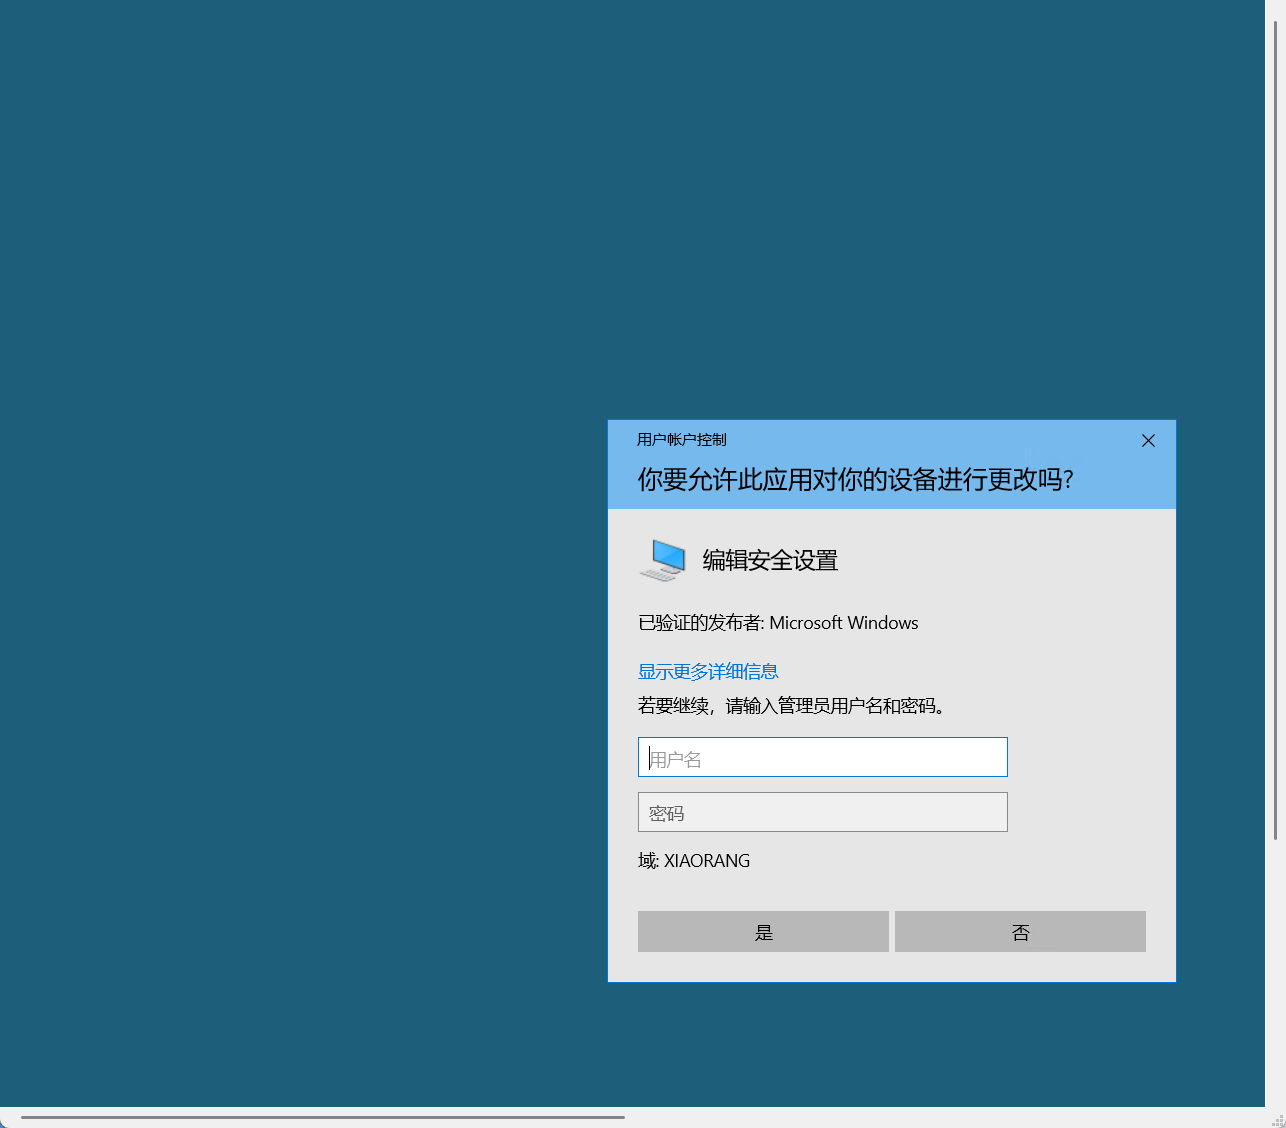 用户帐户控制
你要允许此应用对你的设备进行更改吗?
编辑安全设置
已验证的发布者: Microsoft Windows
显示更多详细信息
若要继续，请输入管理员用户名和密码。
用户名
密码
域: XIAORANG
是
否